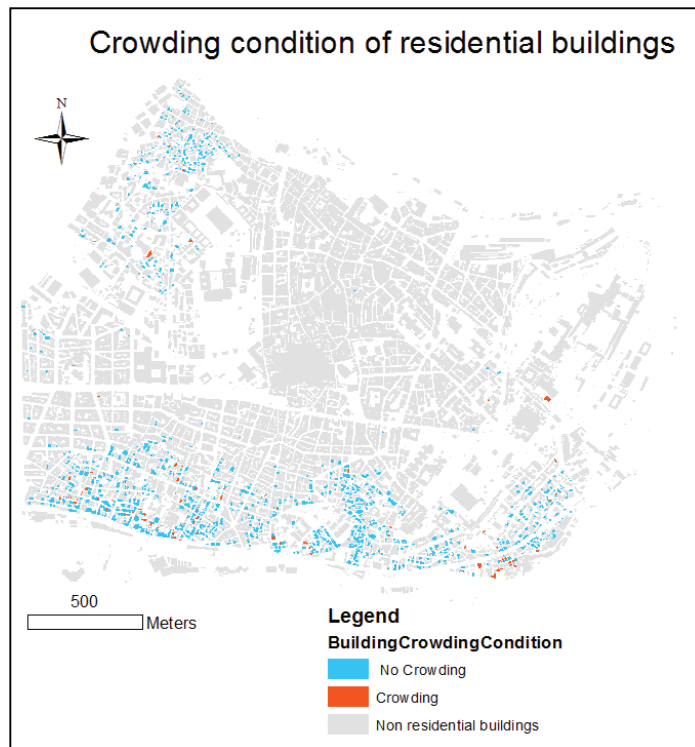 Crowding condition of residential buildings
N
500
Meters
Legend
BuildingCrowdingCondition
No Crowding
Crowding
Non residential buildings